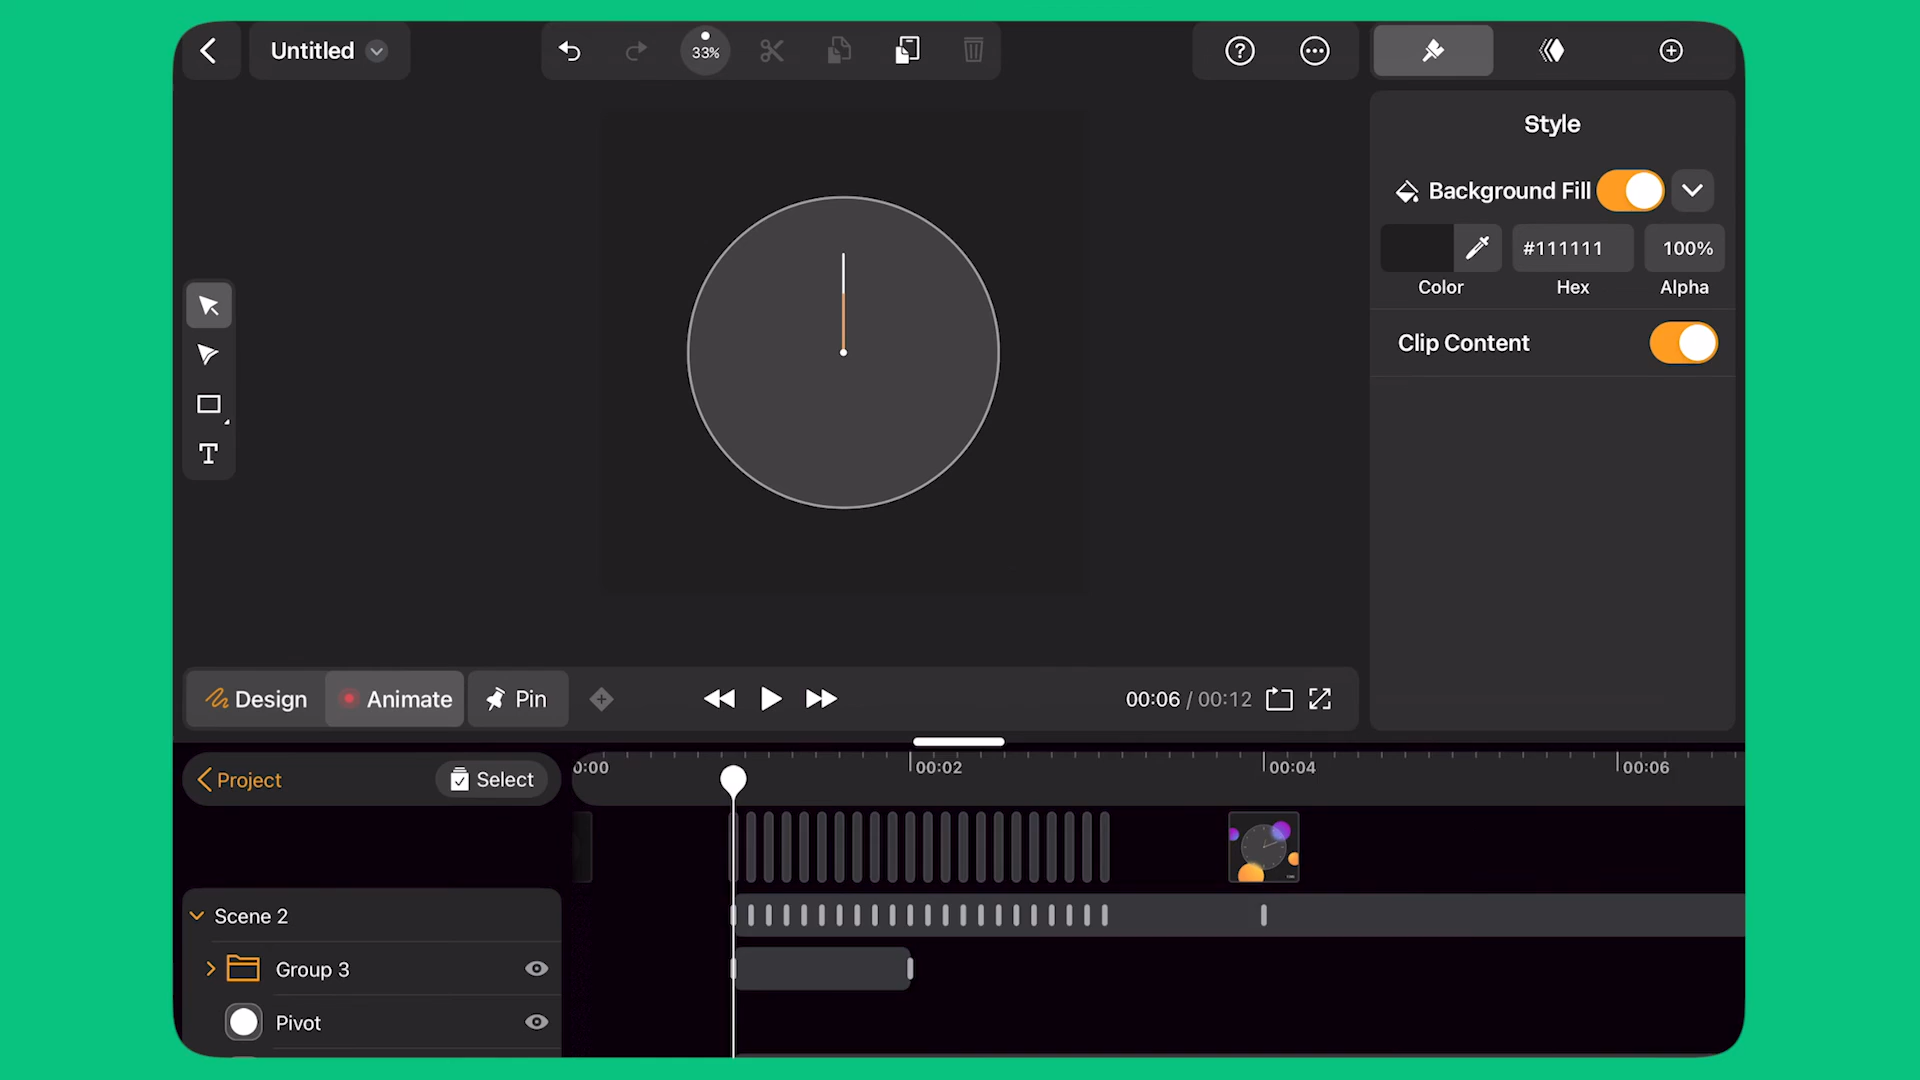 Untitled
33%
Style
Background Fill
#111111
100%
Color
Hex
Alpha
Clip Content
T
Design
Animate
Pin
00:06 / 00:12
Project
Select
0:00
00:02
00:04
00:06
Scene 2
Group 3
Pivot